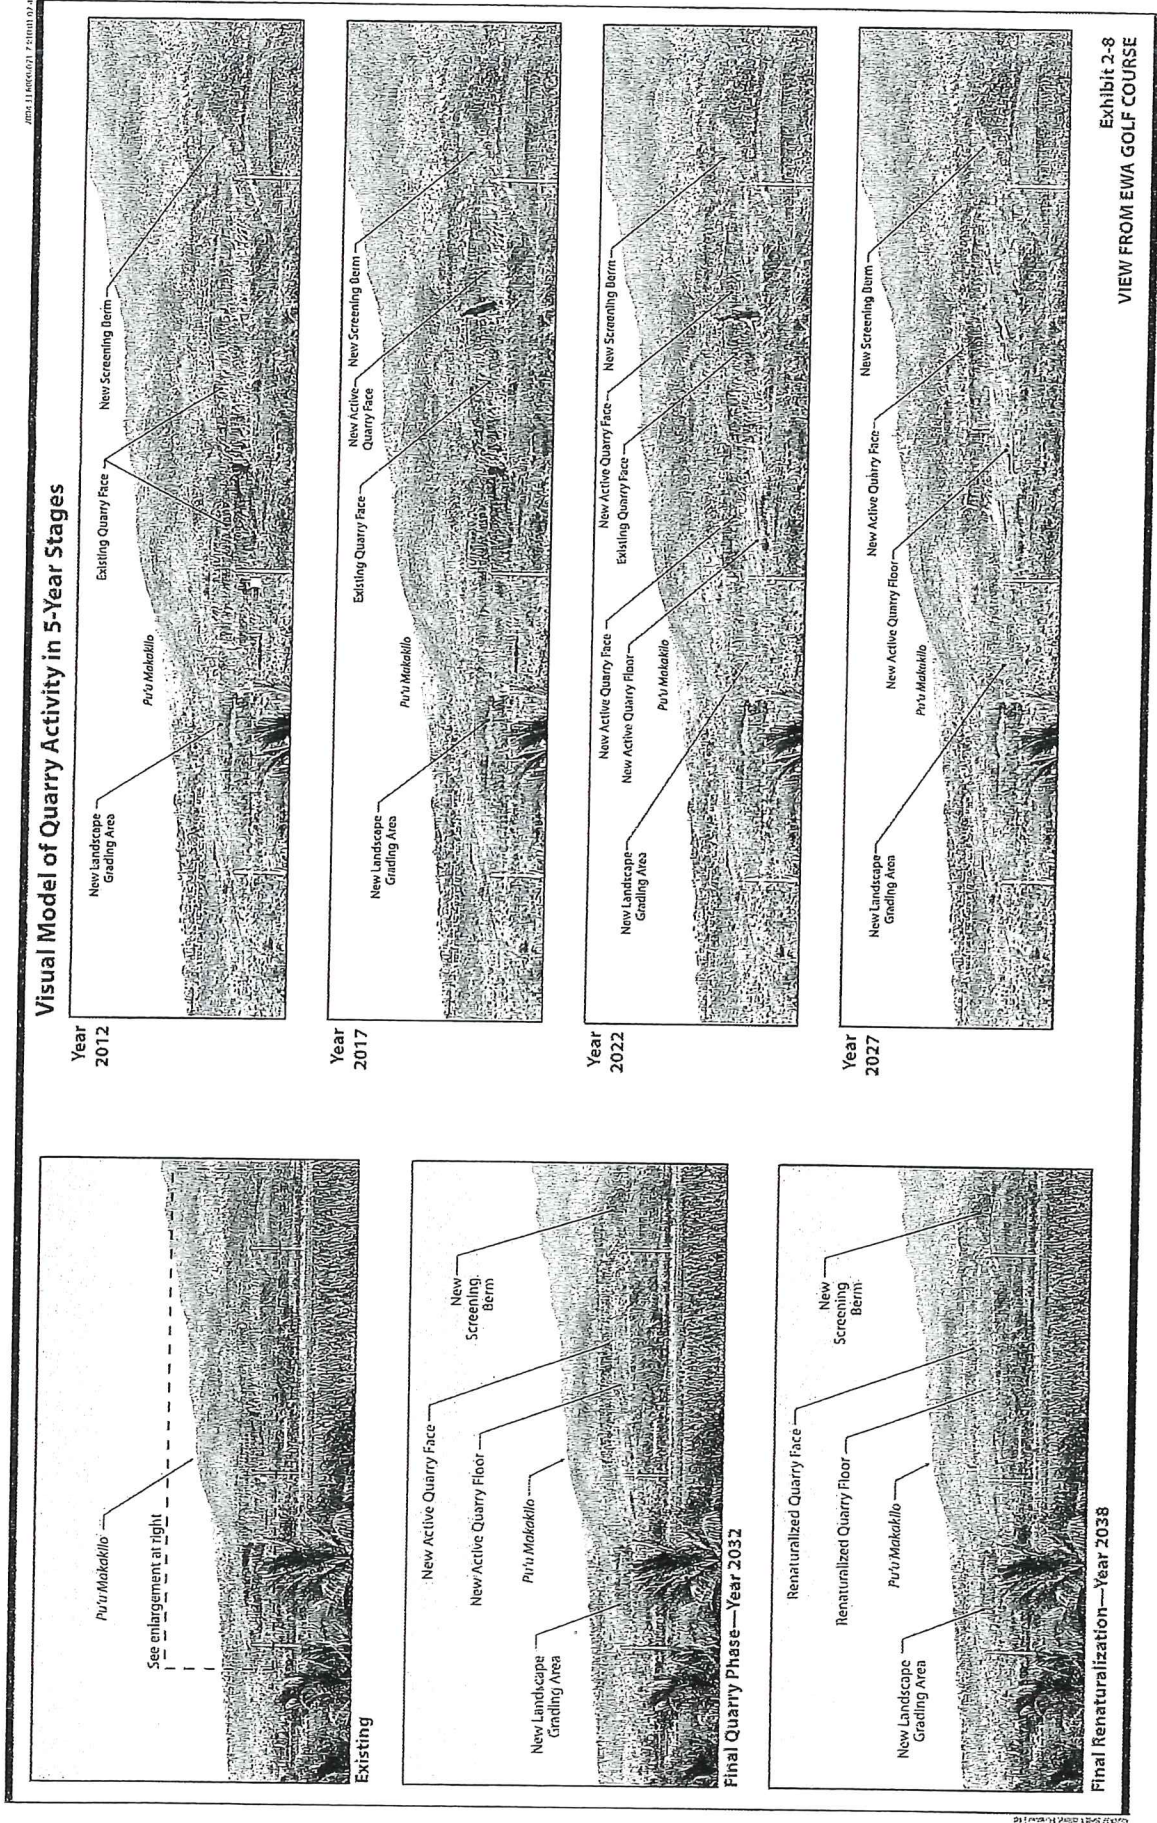 Visual Model of Quarry Activity in 5-Year Stages
Pu'u Makakilo
See enlargement at right
Existing
New Active Quarry Face
New Active Quarry Floor
Pu'u Makakilo
New Landscape
Grading Area
New
Screening
Berm
Final Quarry Phase—Year 2032
Renaturalized Quarry Face
Renaturalized Quarry Floor
Pu'u Makakilo
New Landscape
Grading Area
New
Screening
Berm
Final Renaturalization—Year 2038
Year
2012
New Landscape
Grading Area
Pu'u Makakilo
Existing Quarry Face
New Screening Berm
Year
2017
New Landscape
Grading Area
Pu'u Makakilo
Existing Quarry Face
New Active
Quarry Face
New Screening Berm
Year
2022
New Landscape
Grading Area
Pu'u Makakilo
New Active Quarry Floor
New Active Quarry Face
Existing Quarry Face
New Active Quarry Face
New Screening Berm
Year
2027
New Landscape
Grading Area
Pu'u Makakilo
New Active Quarry Floor
New Active Quarry Face
New Screening Berm
Exhibit 2-8
VIEW FROM EWA GOLF COURSE